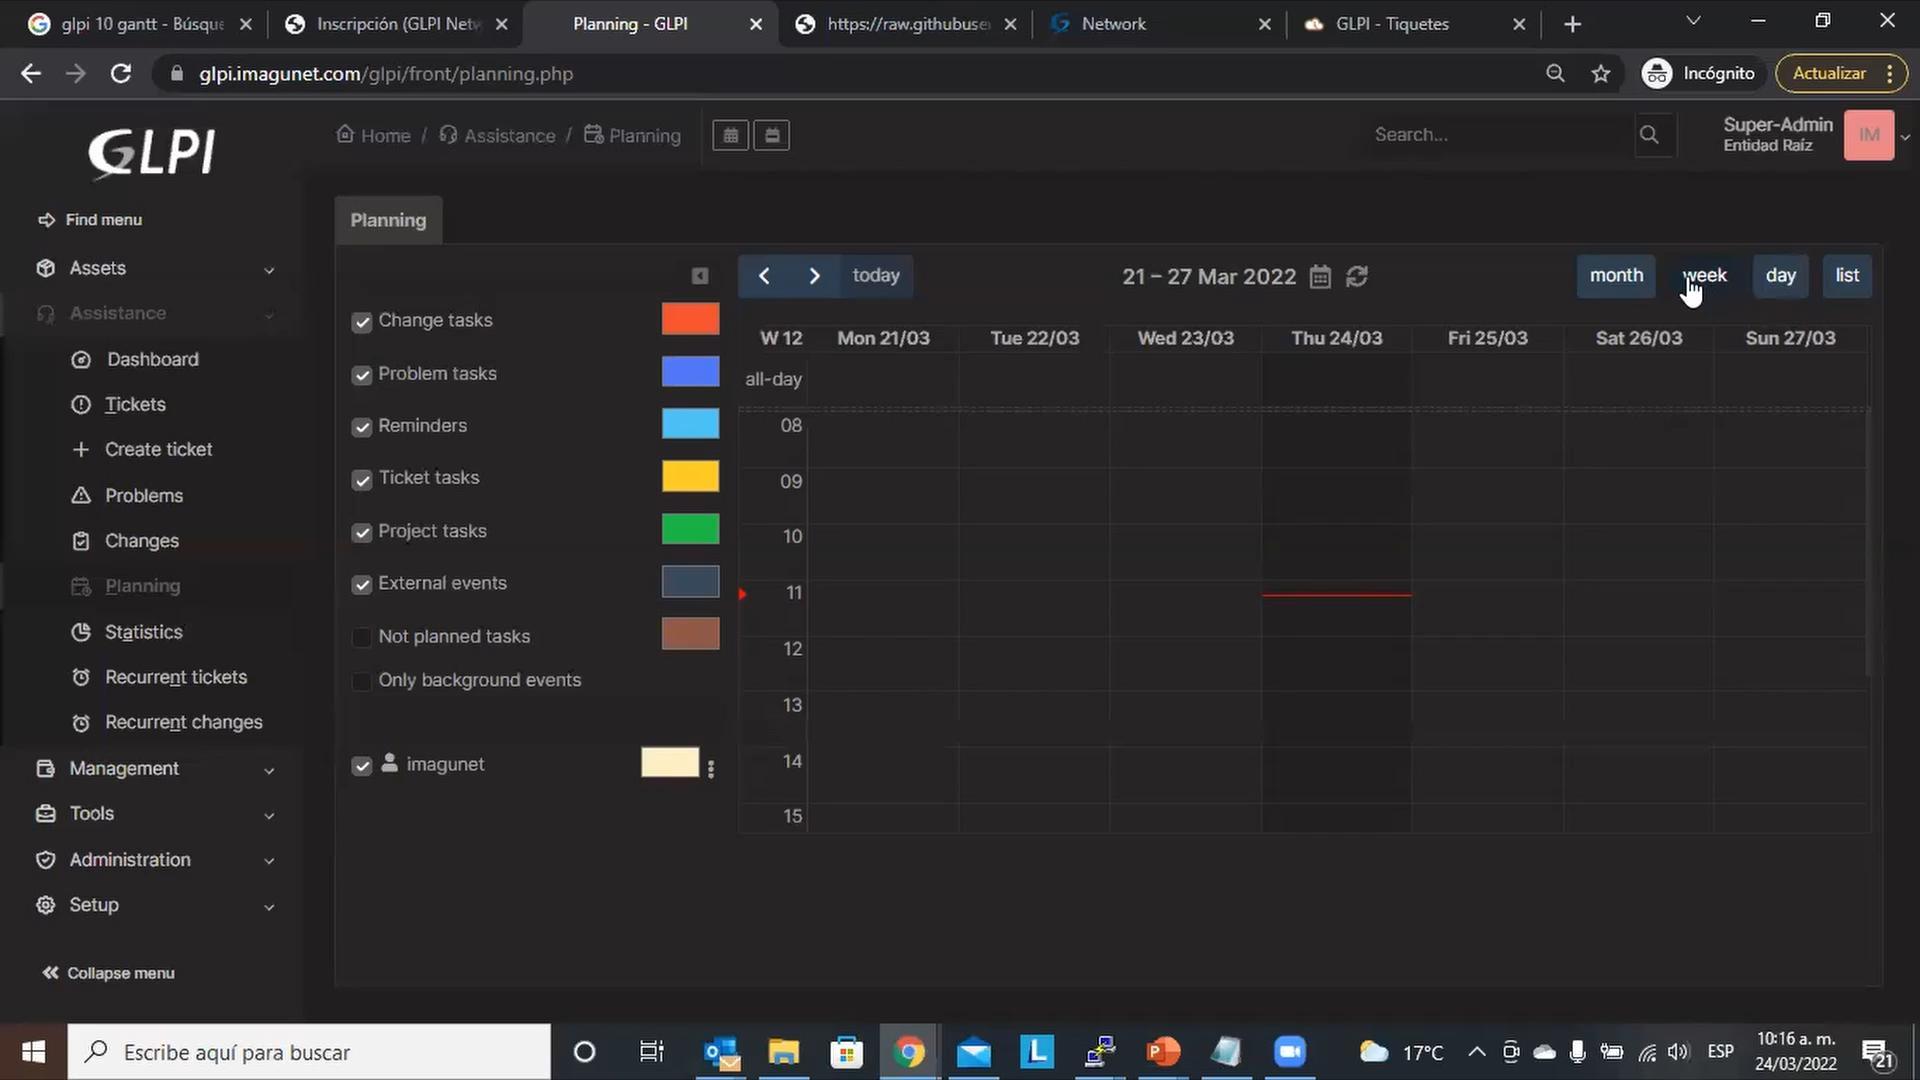 glpi 10 gantt - Búsque
Inscripción (GLPI Netw
Planning - GLPI
https://raw.githubuser
Network
GLPI - Tiquetes
glpi.imagunet.com/glpi/front/planning.php
Incógnito
Actualizar
GLPI
Home / Assistance / Planning
Search...
Super-Admin
Entidad Raíz
IM
Find menu
Assets
Assistance
Dashboard
Tickets
Create ticket
Problems
Changes
Planning
Statistics
Recurrent tickets
Recurrent changes
Management
Tools
Administration
Setup
Collapse menu
Planning
Change tasks
Problem tasks
Reminders
Ticket tasks
Project tasks
External events
Not planned tasks
Only background events
imagunet
today
21 – 27 Mar 2022
month
week
day
list
W 12 Mon 21/03 Tue 22/03 Wed 23/03 Thu 24/03 Fri 25/03 Sat 26/03 Sun 27/03
all-day
08
09
10
11
12
13
14
15
Escribe aquí para buscar
L
17°C
ESP
10:16 a. m.
24/03/2022
21